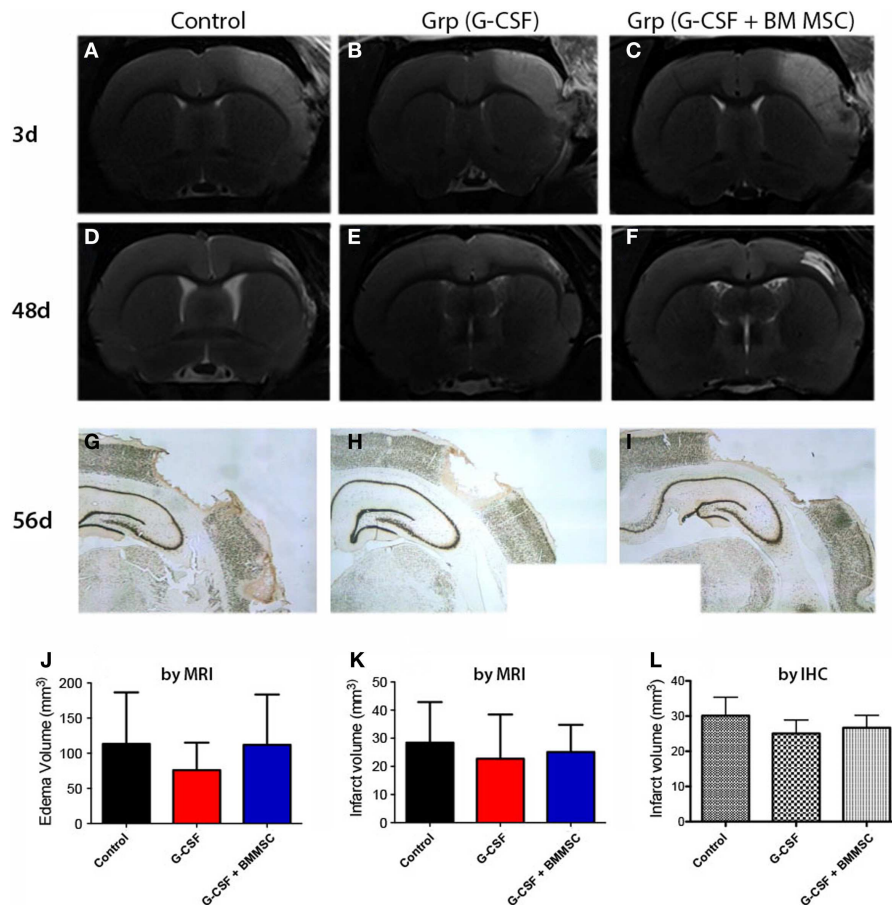 Control Grp (G-CSF) Grp (G-CSF + BM MSC)
A B C
3d
D E F
48d
G H I
56d
J K L
by MRI by MRI by IHC
Edema Volume (mm³)
200
150
100
50
0
Control G-CSF G-CSF + BMMSC
Infarct volume (mm³)
50
40
30
20
10
0
Control G-CSF G-CSF + BMMSC
Infarct volume (mm³)
40
30
20
10
0
Control G-CSF G-CSF + BMMSC